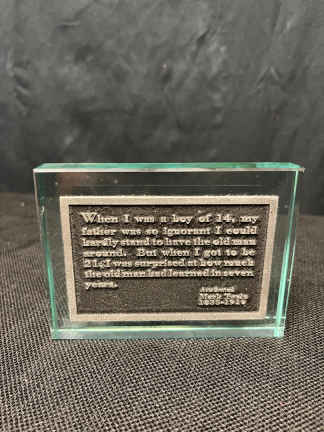 When I was a boy of 14, my
father was so ignorant I could
hardly stand to have the old man
around. But when I got to be
21, I was surprised at how much
the old man had learned in seven
years.
Attributed
Mark Twain
1835-1910